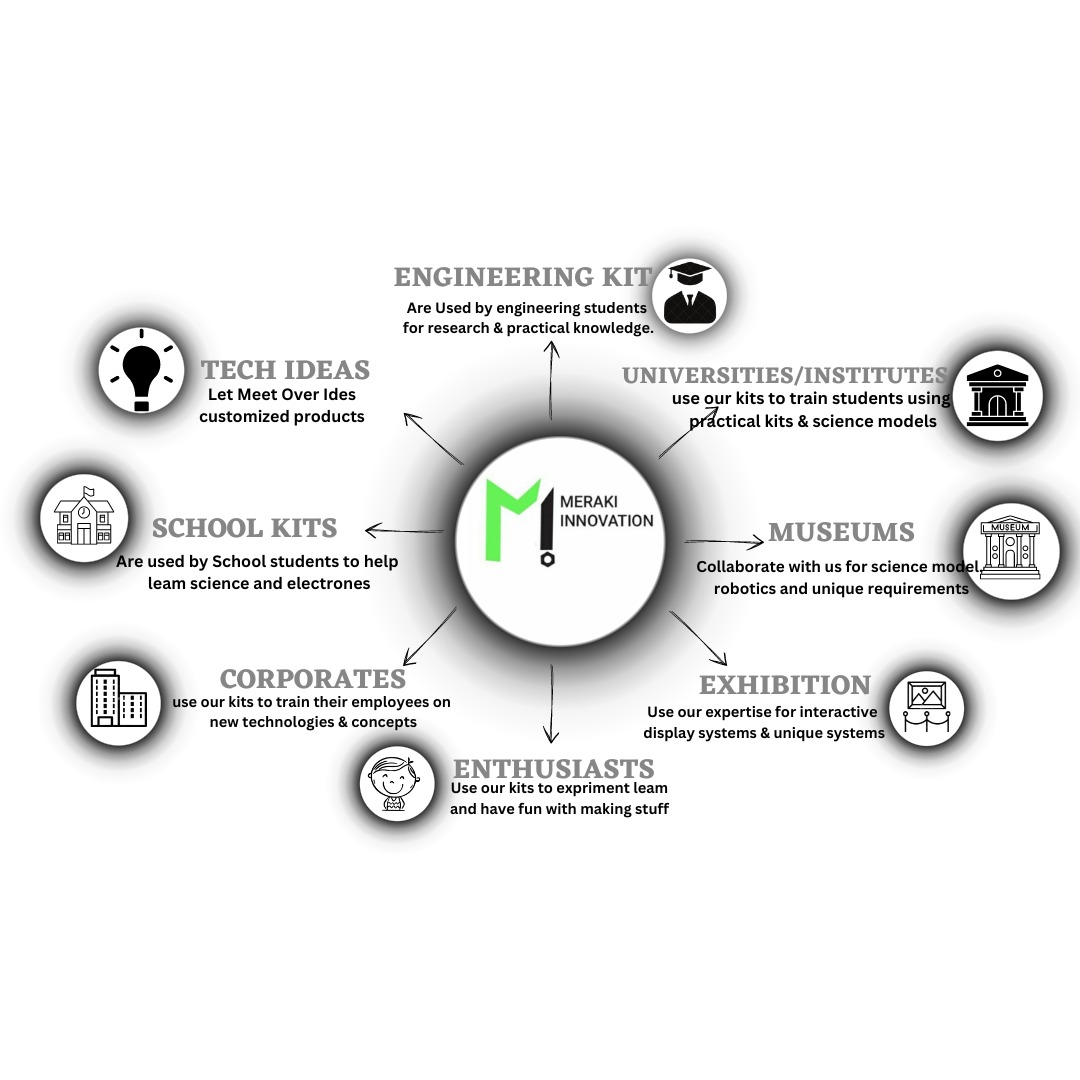 ENGINEERING KIT
Are Used by engineering students
for research & practical knowledge.
TECH IDEAS
Let Meet Over Ides
customized products
UNIVERSITIES/INSTITUTES
use our kits to train students using
practical kits & science models
SCHOOL KITS
Are used by School students to help
learn science and electrones
MERAKI
INNOVATION
MUSEUMS
Collaborate with us for science model,
robotics and unique requirements
MUSEUM
CORPORATES
use our kits to train their employees on
new technologies & concepts
EXHIBITION
Use our expertise for interactive
display systems & unique systems
ENTHUSIASTS
Use our kits to expriment learn
and have fun with making stuff